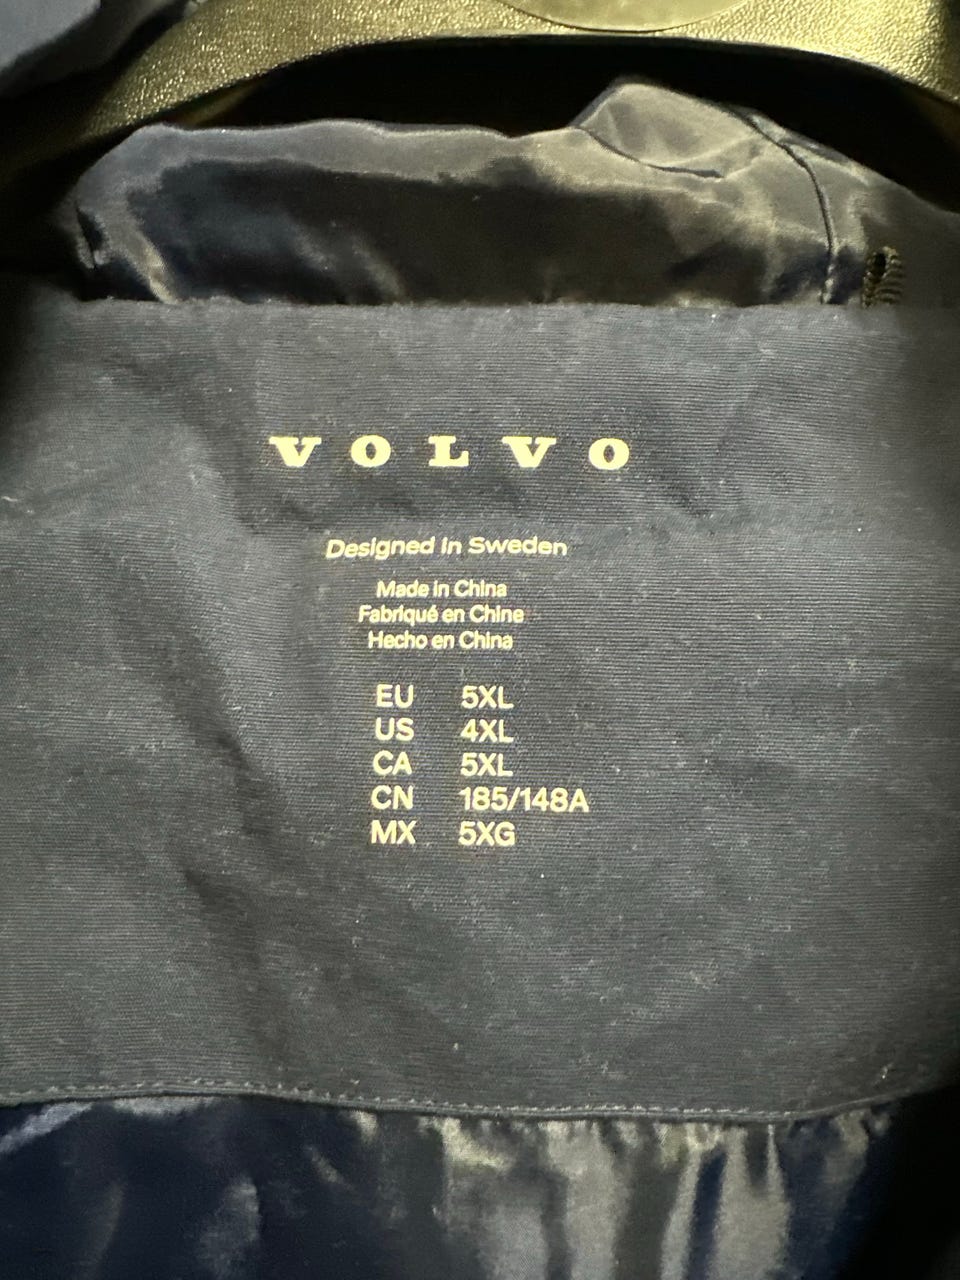 VOLVO
Designed in Sweden
Made in China
Fabriqué en Chine
Hecho en China
EU 5XL
US 4XL
CA 5XL
CN 185/148A
MX 5XG